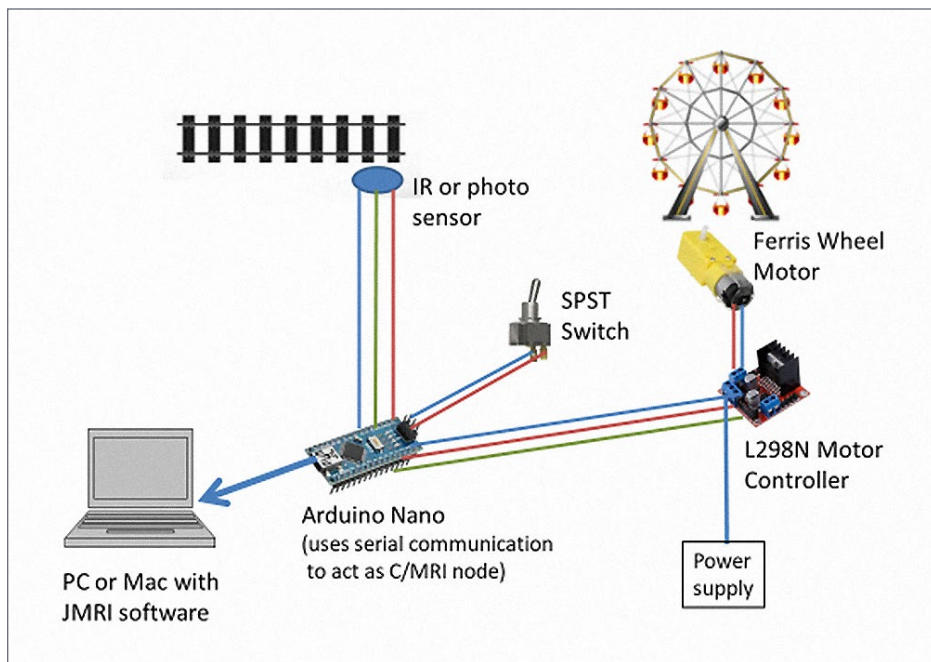 IR or photo
sensor
Ferris Wheel
Motor
SPST
Switch
L298N Motor
Controller
Arduino Nano
(uses serial communication
to act as C/MRI node)
Power
supply
PC or Mac with
JMRI software